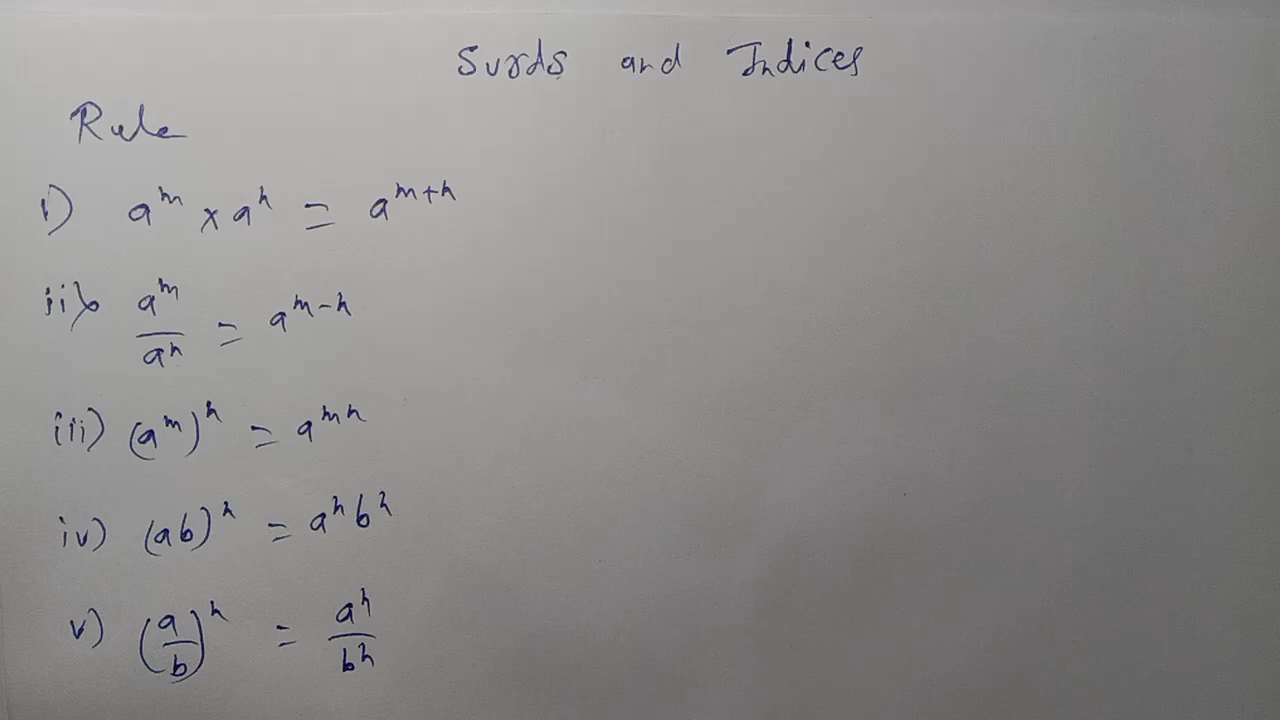 Surds and Indices
Rule
i) a^m × a^n = a^{m+n}
ii) a^m / a^n = a^{m-n}
iii) (a^m)^n = a^{mn}
iv) (ab)^n = a^n b^n
v) (a/b)^n = a^n / b^n